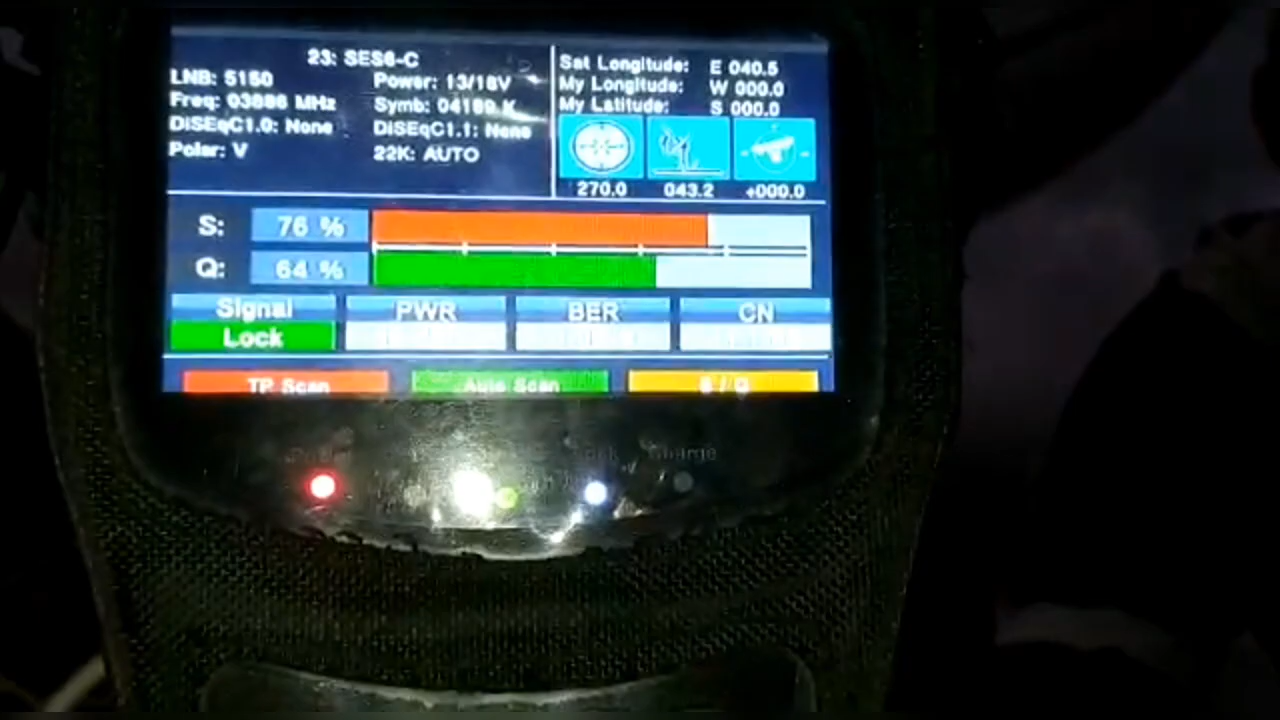 23: SES6-C
LNB: 5150 Power: 13/18V
Freq: 03886 MHz Symb: 04189 K
DiSEqC1.0: None DiSEqC1.1: None
Polar: V 22K: AUTO
Sat Longitude: E 040.5
My Longitude: W 000.0
My Latitude: S 000.0
270.0 043.2 +000.0
S: 76 %
Q: 64 %
Signal PWR BER CN
Lock
TP Scan Auto Scan S / Q
Charge